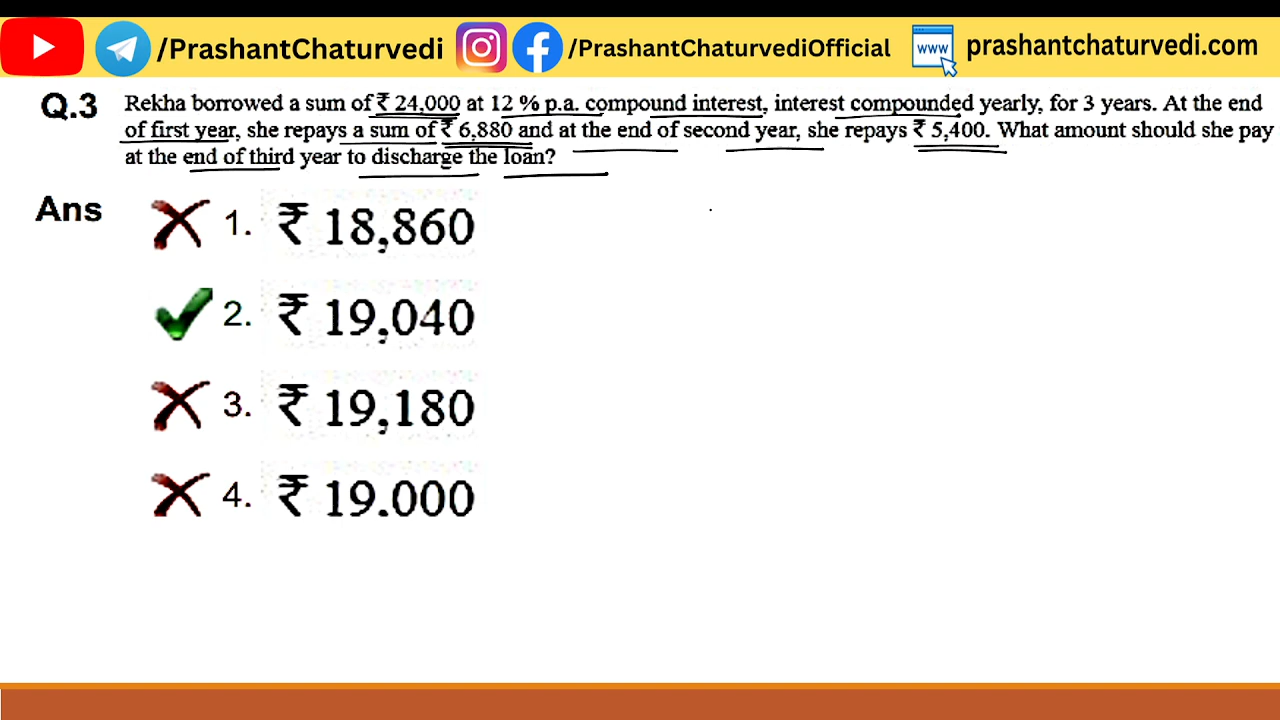 /PrashantChaturvedi /PrashantChaturvediOfficial www prashantchaturvedi.com
Q.3 Rekha borrowed a sum of ₹ 24,000 at 12 % p.a. compound interest, interest compounded yearly, for 3 years. At the end
of first year, she repays a sum of ₹ 6,880 and at the end of second year, she repays ₹ 5,400. What amount should she pay
at the end of third year to discharge the loan?
Ans 1. ₹ 18,860
2. ₹ 19,040
3. ₹ 19,180
4. ₹ 19.000